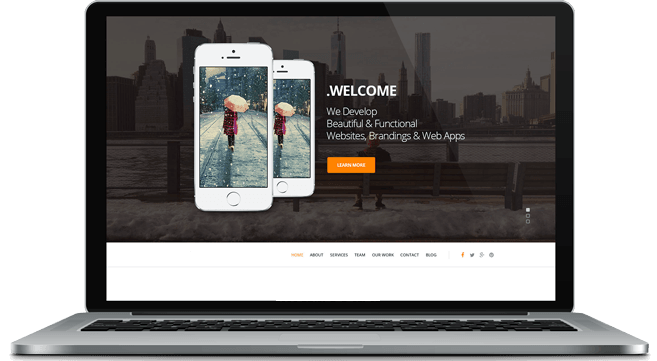 .WELCOME
We Develop
Beautiful & Functional
Websites, Brandings & Web Apps
LEARN MORE
HOME ABOUT SERVICES TEAM OUR WORK CONTACT BLOG